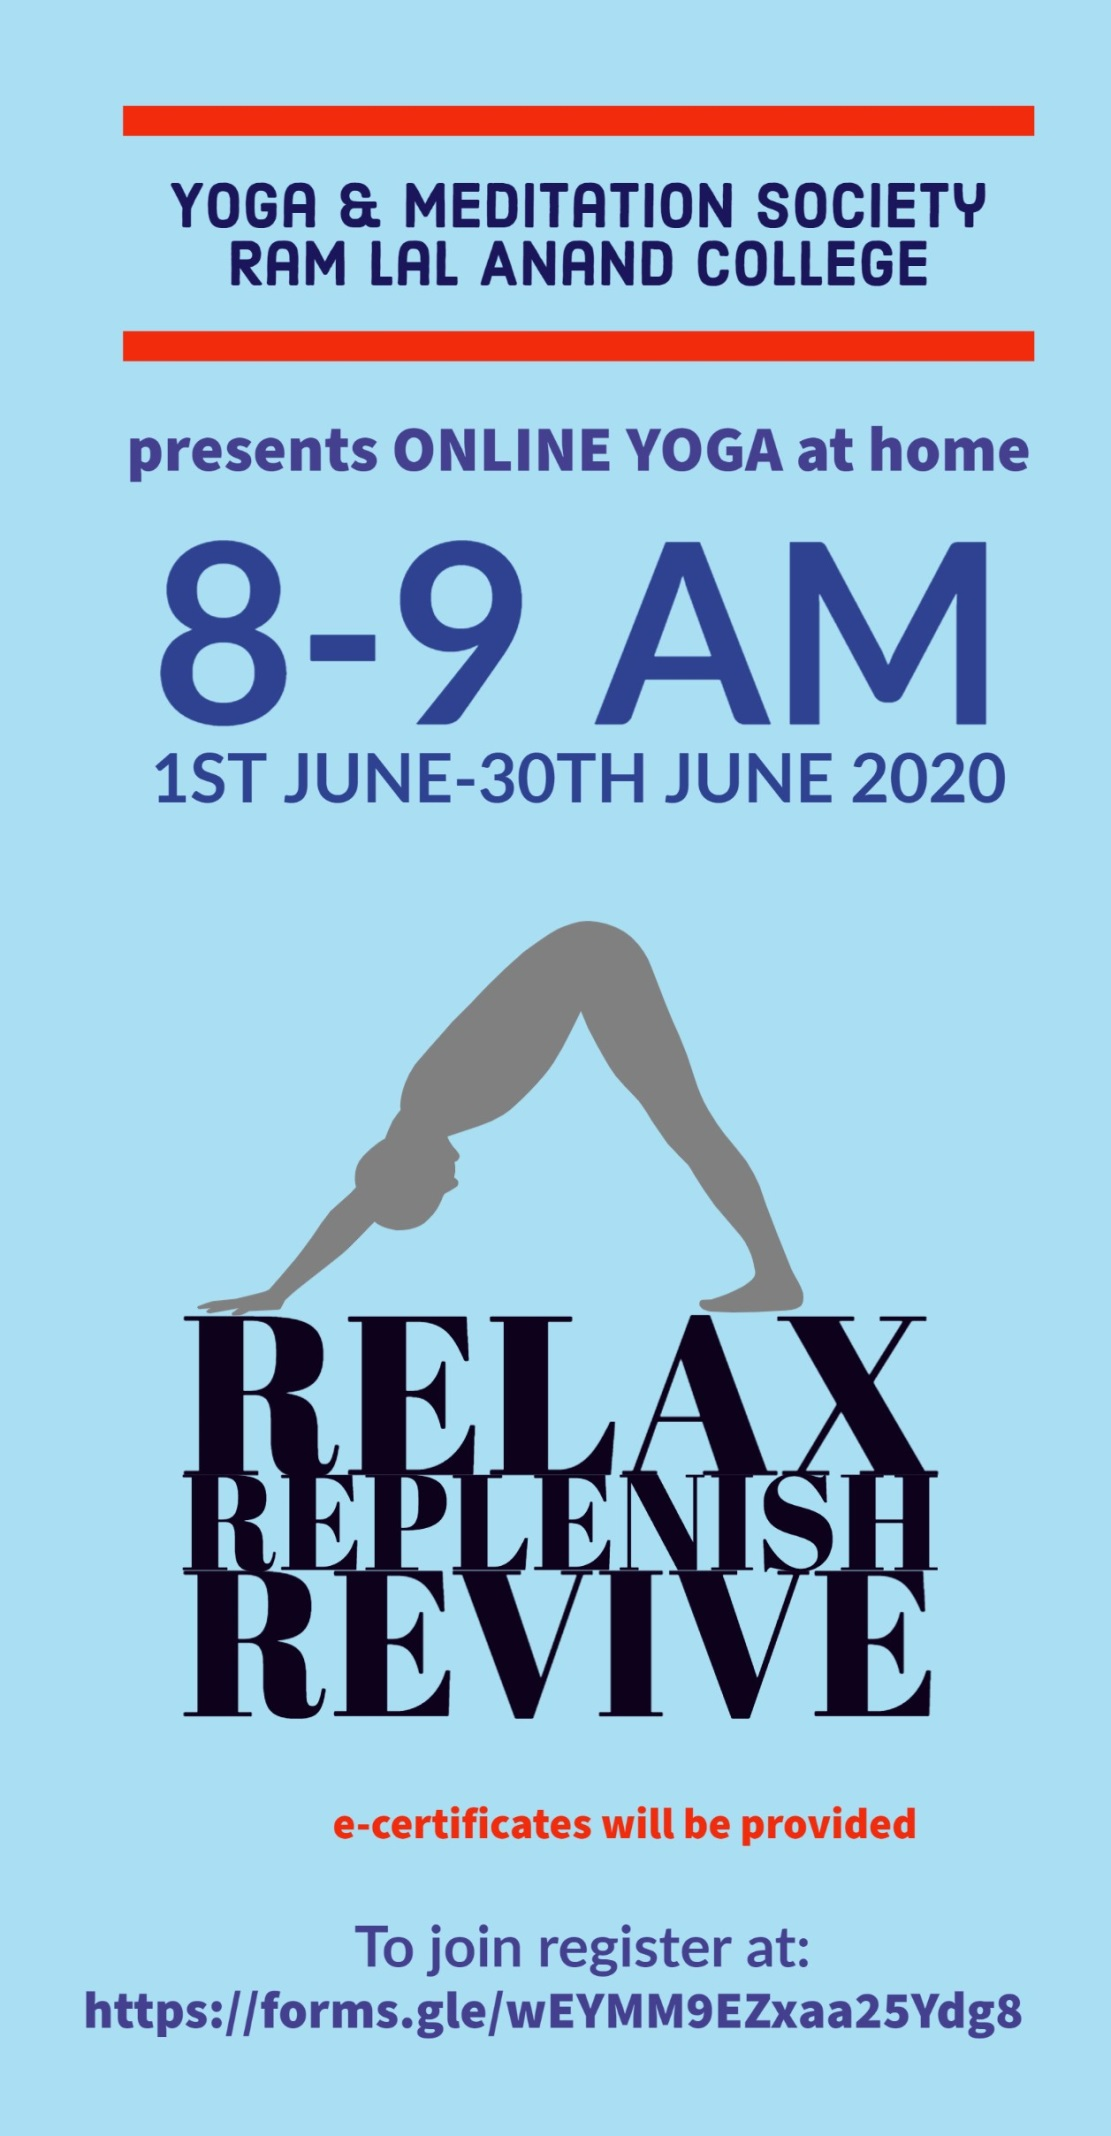 YOGA & MEDITATION SOCIETY
RAM LAL ANAND COLLEGE
presents ONLINE YOGA at home
8-9 AM
1ST JUNE-30TH JUNE 2020
RELAX
REPLENISH
REVIVE
e-certificates will be provided
To join register at:
https://forms.gle/wEYMM9EZxaa25Ydg8